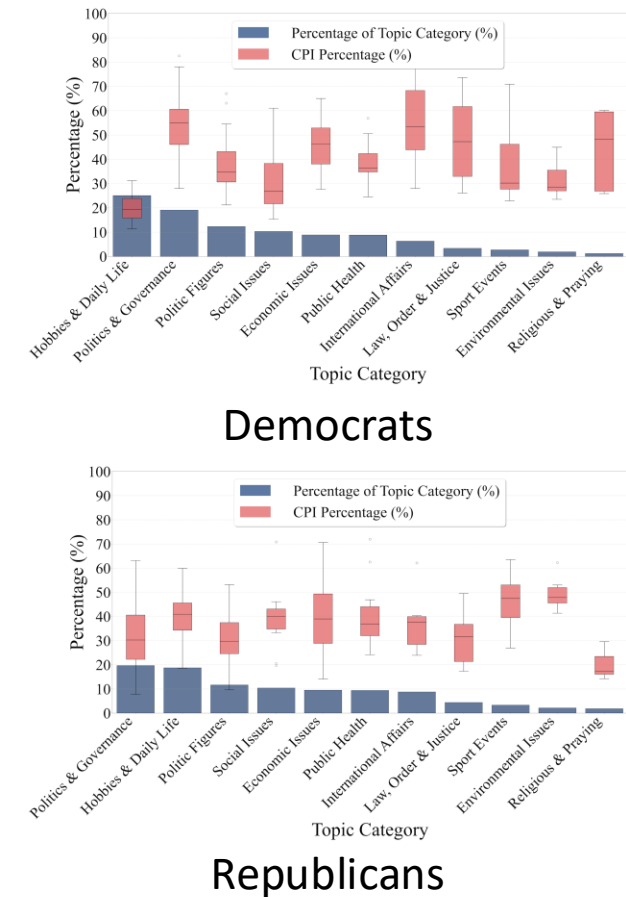 100
90
80
70
60
50
40
30
20
10
0
Percentage (%)
Percentage of Topic Category (%)
CPI Percentage (%)
Hobbies & Daily Life
Politics & Governance
Politic Figures
Social Issues
Economic Issues
Public Health
International Affairs
Law, Order & Justice
Sport Events
Environmental Issues
Religious & Praying
Topic Category
Democrats
100
90
80
70
60
50
40
30
20
10
0
Percentage (%)
Percentage of Topic Category (%)
CPI Percentage (%)
Politics & Governance
Hobbies & Daily Life
Politic Figures
Social Issues
Economic Issues
Public Health
International Affairs
Law, Order & Justice
Sport Events
Environmental Issues
Religious & Praying
Topic Category
Republicans